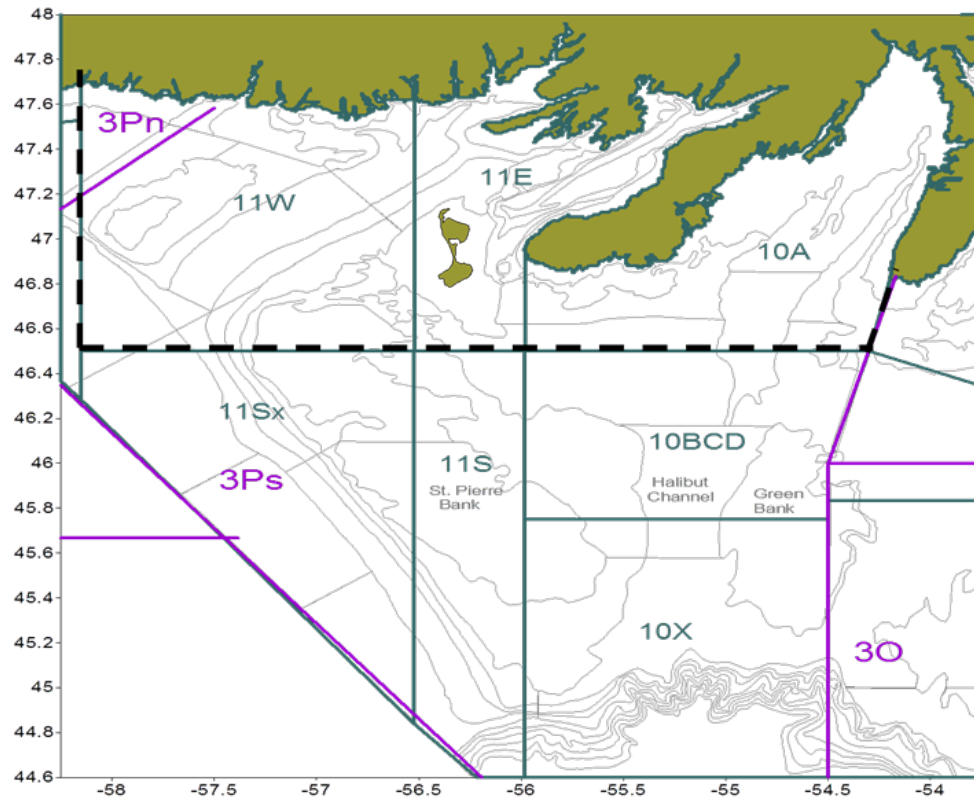 48
47.8
47.6
3Pn
47.4
11E
47.2
11W
47
10A
46.8
46.6
46.4
11Sx
46.2
10BCD
46
11S
3Ps
St. Pierre
Bank
Halibut
Channel
Green
Bank
45.8
45.6
45.4
10X
45.2
3O
45
44.8
44.6
-58 -57.5 -57 -56.5 -56 -55.5 -55 -54.5 -54